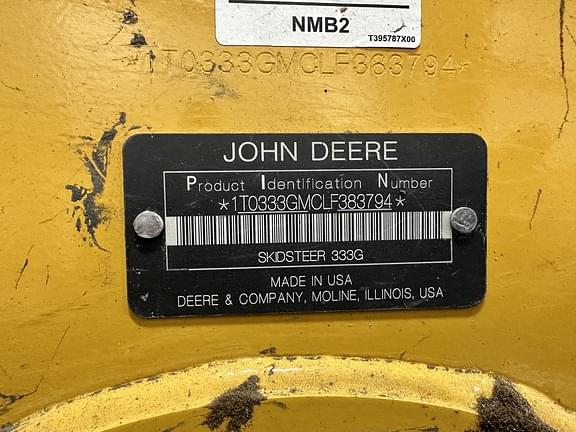 NMB2
T395787X00
*1T0333GMCLF383794*
JOHN DEERE
Product Identification Number
*1T0333GMCLF383794*
SKIDSTEER 333G
MADE IN USA
DEERE & COMPANY, MOLINE, ILLINOIS, USA